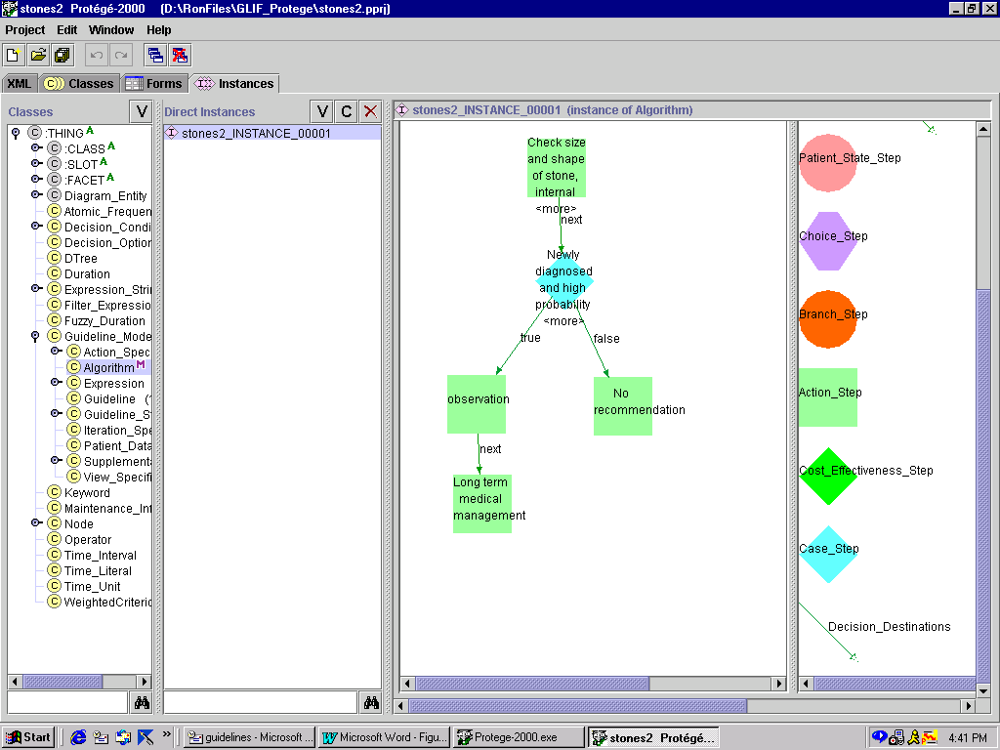 stones2 Protégé-2000 (D:\RonFiles\GLIF_Protege\stones2.pprj)
Project Edit Window Help
XML Classes Forms Instances
Classes V
:THING A
:CLASS A
:SLOT A
:FACET A
Diagram_Entity
Atomic_Frequen
Decision_Condi
Decision_Option
DTree
Duration
Expression_Strin
Filter_Expressio
Fuzzy_Duration
Guideline_Mode
Action_Spec
Algorithm M
Expression
Guideline (
Guideline_S
Iteration_Spe
Patient_Data
Supplementa
View_Specifi
Keyword
Maintenance_Int
Node
Operator
Time_Interval
Time_Literal
Time_Unit
WeightedCriterio
Direct Instances V C
stones2_INSTANCE_00001
stones2_INSTANCE_00001 (instance of Algorithm)
Check size
and shape
of stone,
internal
<more>
next
Newly
diagnosed
and high
probability
<more>
true
false
observation
No
recommendation
next
Long term
medical
management
Patient_State_Step
Choice_Step
Branch_Step
Action_Step
Cost_Effectiveness_Step
Case_Step
Decision_Destinations
Start
guidelines - Microsoft ...
Microsoft Word - Figu...
Protege-2000.exe
stones2 Protégé...
4:41 PM